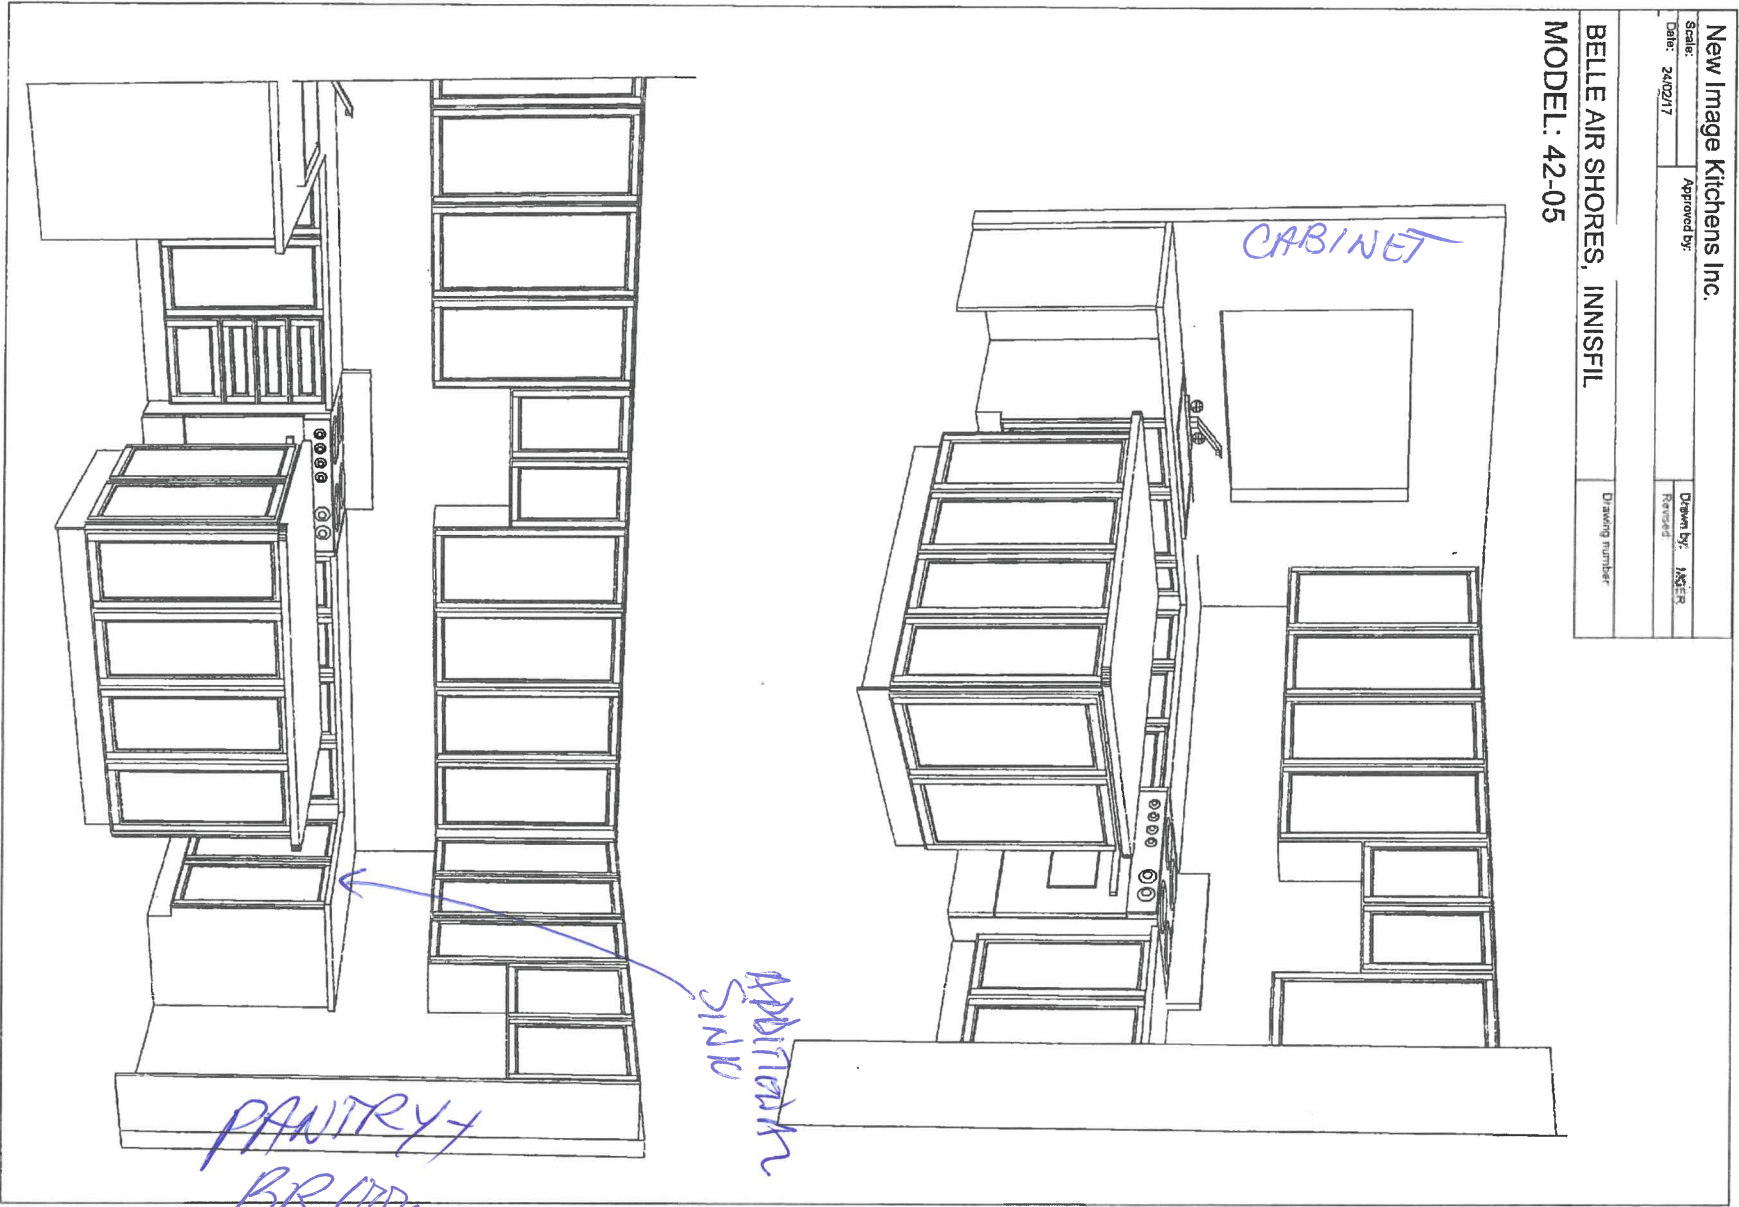 New Image Kitchens Inc.
Scale:
Approved by:
Drawn by:
Date: 24/02/17
Revised:
BELLE AIR SHORES, INNISFIL
Drawing number
MODEL: 42-05
CABINET
ADDITIONAL
SINK
PANTRY